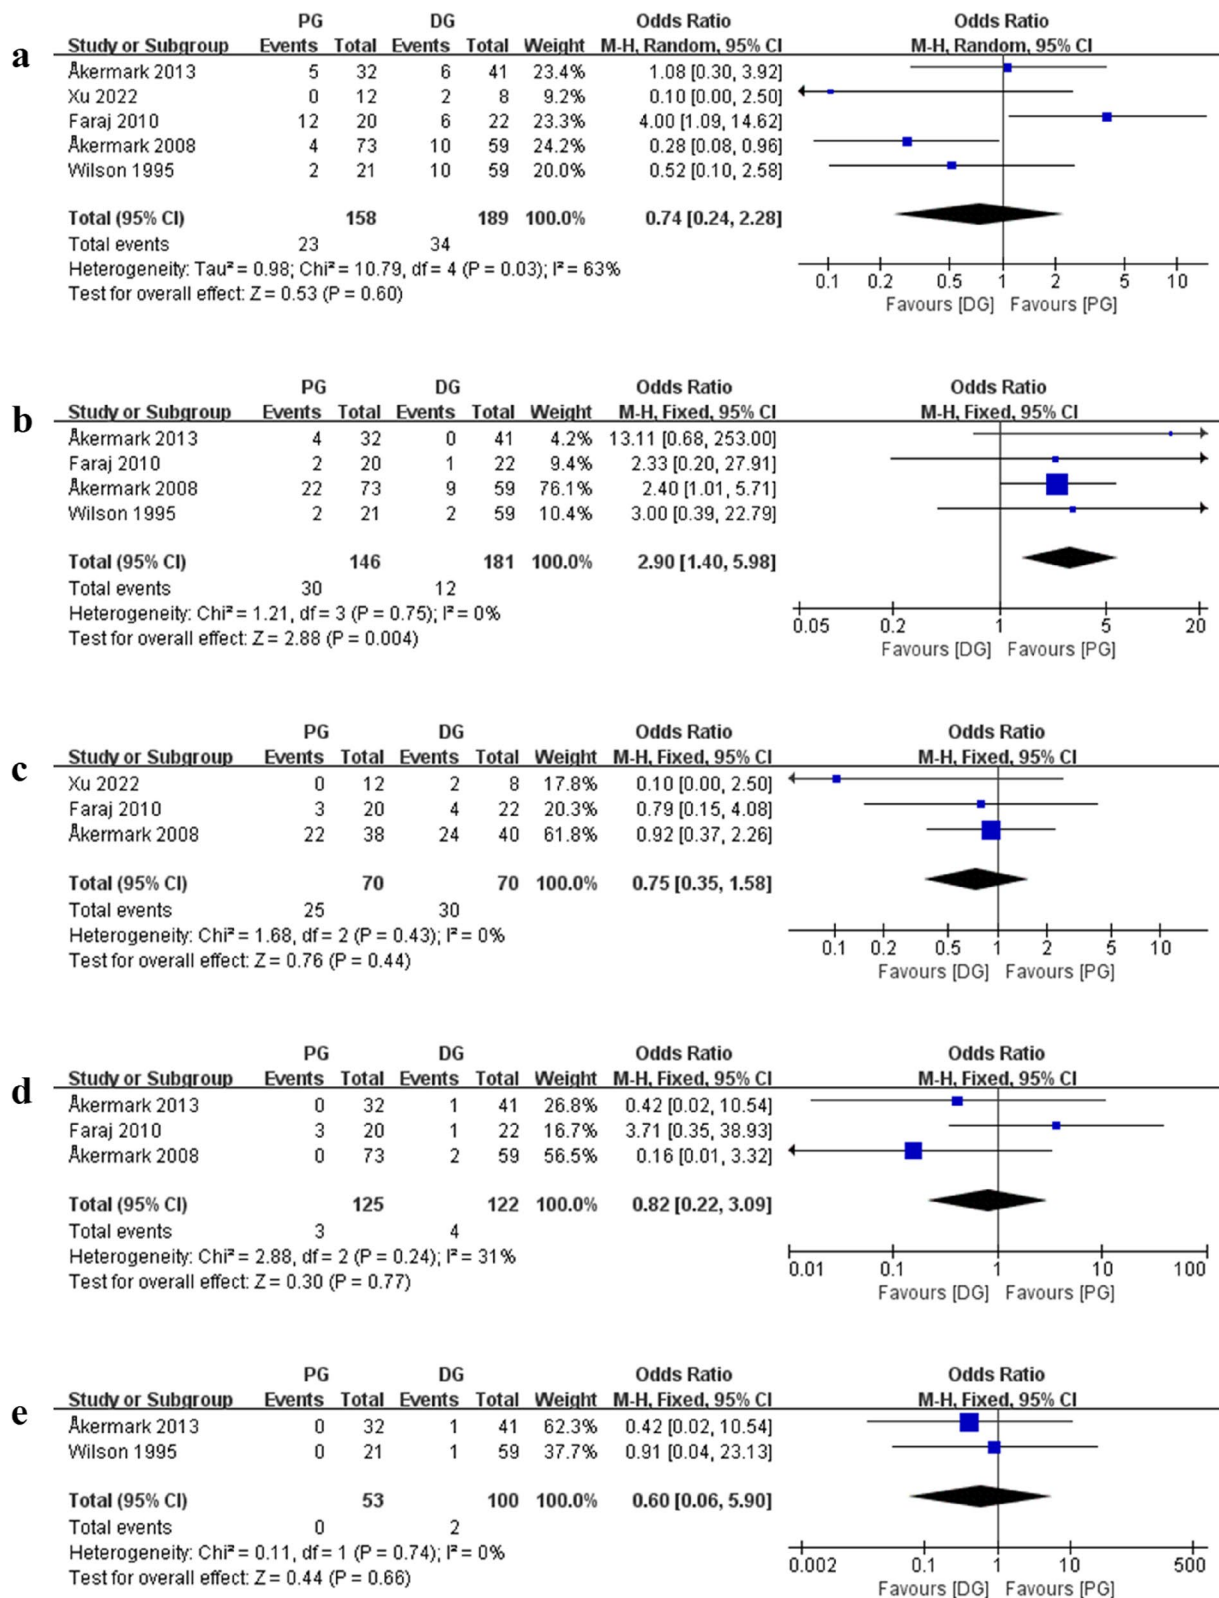 a
PG DG Odds Ratio Odds Ratio
Study or Subgroup Events Total Events Total Weight M-H, Random, 95% CI M-H, Random, 95% CI
Åkermark 2013 5 32 6 41 23.4% 1.08 [0.30, 3.92]
Xu 2022 0 12 2 8 9.2% 0.10 [0.00, 2.50]
Faraj 2010 12 20 6 22 23.3% 4.00 [1.09, 14.62]
Åkermark 2008 4 73 10 59 24.2% 0.28 [0.08, 0.96]
Wilson 1995 2 21 10 59 20.0% 0.52 [0.10, 2.58]
Total (95% CI) 158 189 100.0% 0.74 [0.24, 2.28]
Total events 23 34
Heterogeneity: Tau² = 0.98; Chi² = 10.79, df = 4 (P = 0.03); I² = 63%
Test for overall effect: Z = 0.53 (P = 0.60)
0.1 0.2 0.5 1 2 5 10
Favours [DG] Favours [PG]
b
PG DG Odds Ratio Odds Ratio
Study or Subgroup Events Total Events Total Weight M-H, Fixed, 95% CI M-H, Fixed, 95% CI
Åkermark 2013 4 32 0 41 4.2% 13.11 [0.68, 253.00]
Faraj 2010 2 20 1 22 9.4% 2.33 [0.20, 27.91]
Åkermark 2008 22 73 9 59 76.1% 2.40 [1.01, 5.71]
Wilson 1995 2 21 2 59 10.4% 3.00 [0.39, 22.79]
Total (95% CI) 146 181 100.0% 2.90 [1.40, 5.98]
Total events 30 12
Heterogeneity: Chi² = 1.21, df = 3 (P = 0.75); I² = 0%
Test for overall effect: Z = 2.88 (P = 0.004)
0.05 0.2 1 5 20
Favours [DG] Favours [PG]
c
PG DG Odds Ratio Odds Ratio
Study or Subgroup Events Total Events Total Weight M-H, Fixed, 95% CI M-H, Fixed, 95% CI
Xu 2022 0 12 2 8 17.8% 0.10 [0.00, 2.50]
Faraj 2010 3 20 4 22 20.3% 0.79 [0.15, 4.08]
Åkermark 2008 22 38 24 40 61.8% 0.92 [0.37, 2.26]
Total (95% CI) 70 70 100.0% 0.75 [0.35, 1.58]
Total events 25 30
Heterogeneity: Chi² = 1.68, df = 2 (P = 0.43); I² = 0%
Test for overall effect: Z = 0.76 (P = 0.44)
0.1 0.2 0.5 1 2 5 10
Favours [DG] Favours [PG]
d
PG DG Odds Ratio Odds Ratio
Study or Subgroup Events Total Events Total Weight M-H, Fixed, 95% CI M-H, Fixed, 95% CI
Åkermark 2013 0 32 1 41 26.8% 0.42 [0.02, 10.54]
Faraj 2010 3 20 1 22 16.7% 3.71 [0.35, 38.93]
Åkermark 2008 0 73 2 59 56.5% 0.16 [0.01, 3.32]
Total (95% CI) 125 122 100.0% 0.82 [0.22, 3.09]
Total events 3 4
Heterogeneity: Chi² = 2.88, df = 2 (P = 0.24); I² = 31%
Test for overall effect: Z = 0.30 (P = 0.77)
0.01 0.1 1 10 100
Favours [DG] Favours [PG]
e
PG DG Odds Ratio Odds Ratio
Study or Subgroup Events Total Events Total Weight M-H, Fixed, 95% CI M-H, Fixed, 95% CI
Åkermark 2013 0 32 1 41 62.3% 0.42 [0.02, 10.54]
Wilson 1995 0 21 1 59 37.7% 0.91 [0.04, 23.13]
Total (95% CI) 53 100 100.0% 0.60 [0.06, 5.90]
Total events 0 2
Heterogeneity: Chi² = 0.11, df = 1 (P = 0.74); I² = 0%
Test for overall effect: Z = 0.44 (P = 0.66)
0.002 0.1 1 10 500
Favours [DG] Favours [PG]